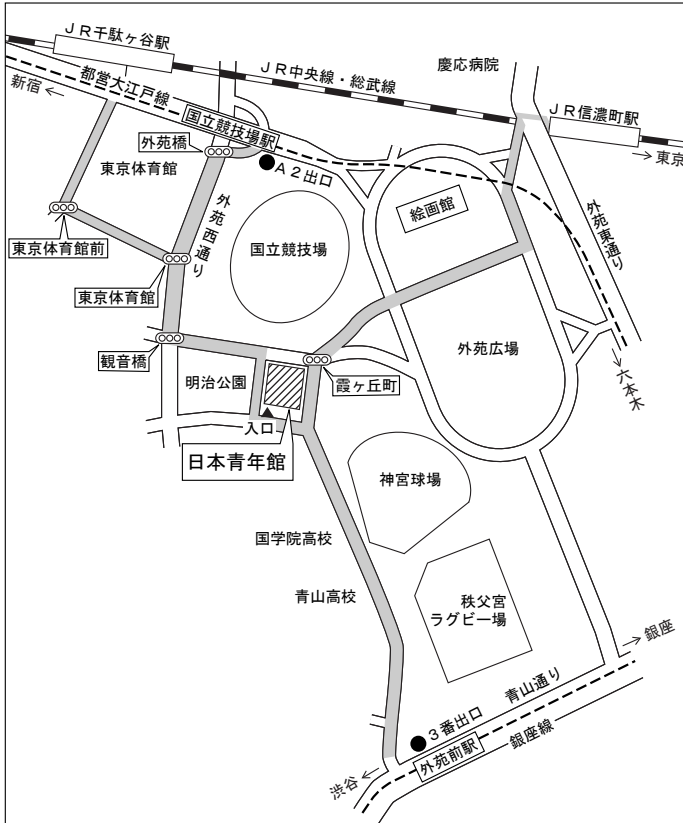 JR千駄ヶ谷駅
JR中央線・総武線
慶応病院
JR信濃町駅
都営大江戸線
新宿
国立競技場駅
外苑橋
東京
東京体育館
A2出口
外苑西通り
絵画館
外苑東通り
東京体育館前
国立競技場
東京体育館
観音橋
外苑広場
明治公園
霞ヶ丘町
六本木
入口
日本青年館
神宮球場
国学院高校
青山高校
秩父宮
ラグビー場
銀座
青山通り
3番出口
外苑前駅
銀座線
渋谷